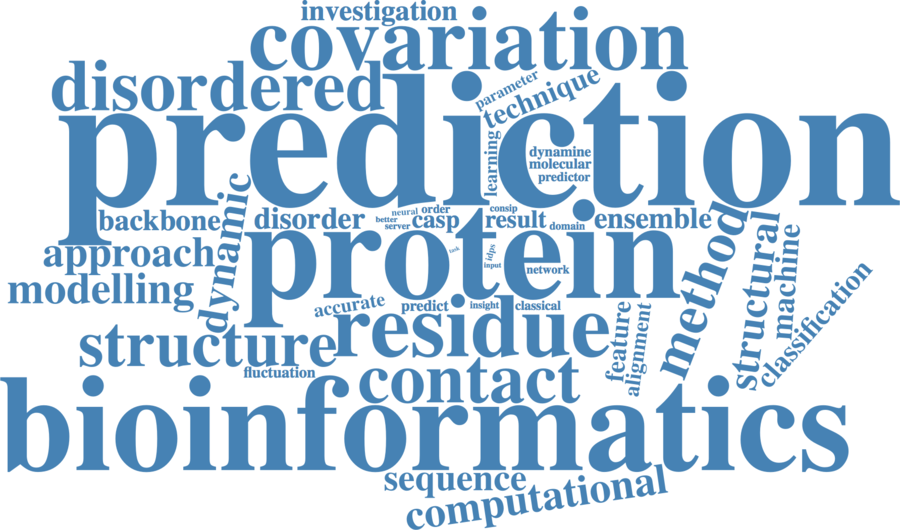 investigation
covariation
disordered
parameter
technique
prediction
learning
dynamine
molecular
predictor
dynamic
backbone
disorder
neural
order
better
server
casp
consip
result
domain
ensemble
approach
protein
task
idps
input
network
method
structural
machine
modelling
accurate
predict
insight
classical
classification
structure
residue
feature
alignment
fluctuation
contact
bioinformatics
sequence
computational